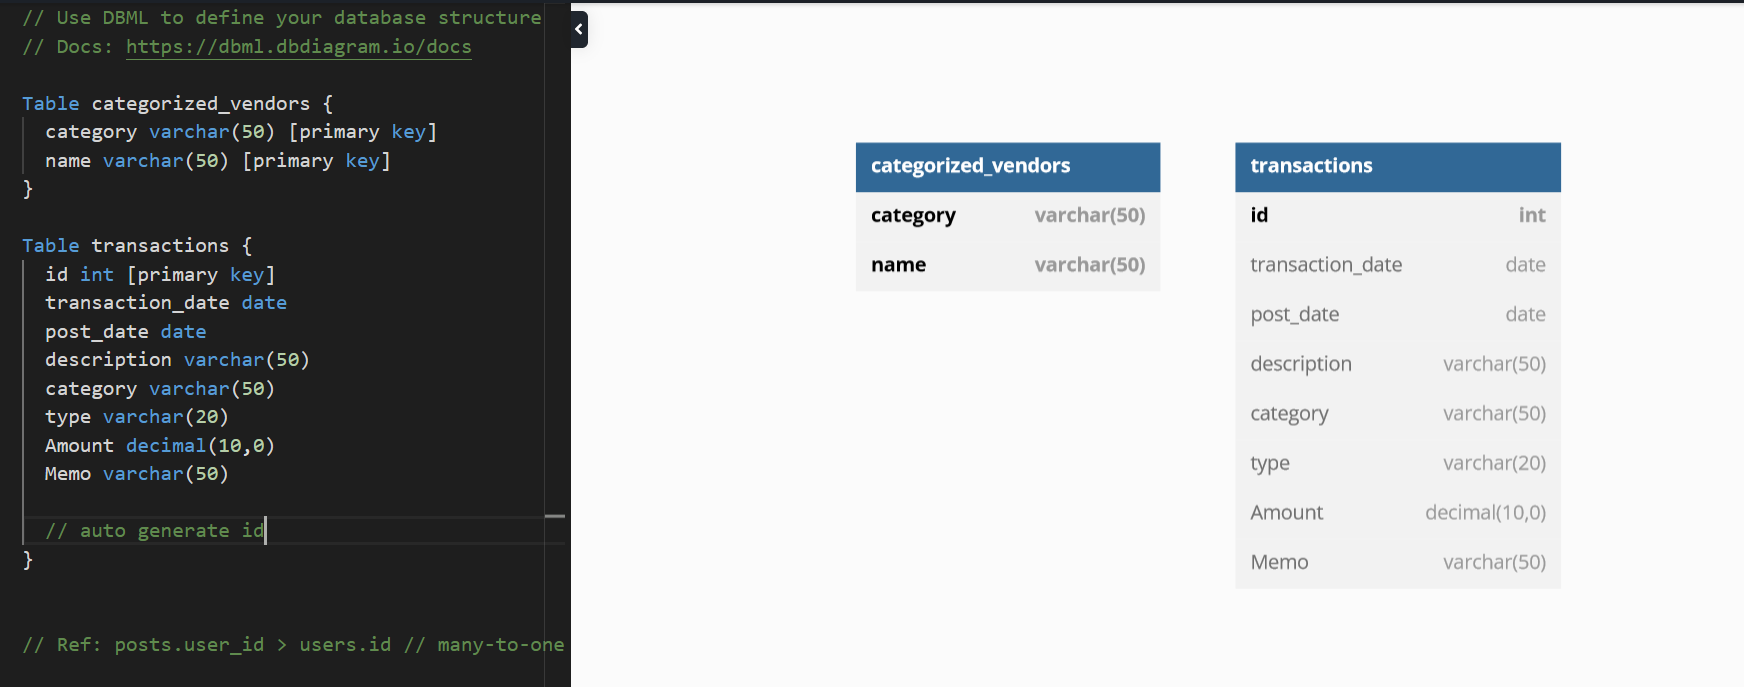 // Use DBML to define your database structure
// Docs: https://dbml.dbdiagram.io/docs
Table categorized_vendors {
category varchar(50) [primary key]
name varchar(50) [primary key]
}
Table transactions {
id int [primary key]
transaction_date date
post_date date
description varchar(50)
category varchar(50)
type varchar(20)
Amount decimal(10,0)
Memo varchar(50)
// auto generate id
}
// Ref: posts.user_id > users.id // many-to-one
categorized_vendors
category varchar(50)
name varchar(50)
transactions
id int
transaction_date date
post_date date
description varchar(50)
category varchar(50)
type varchar(20)
Amount decimal(10,0)
Memo varchar(50)